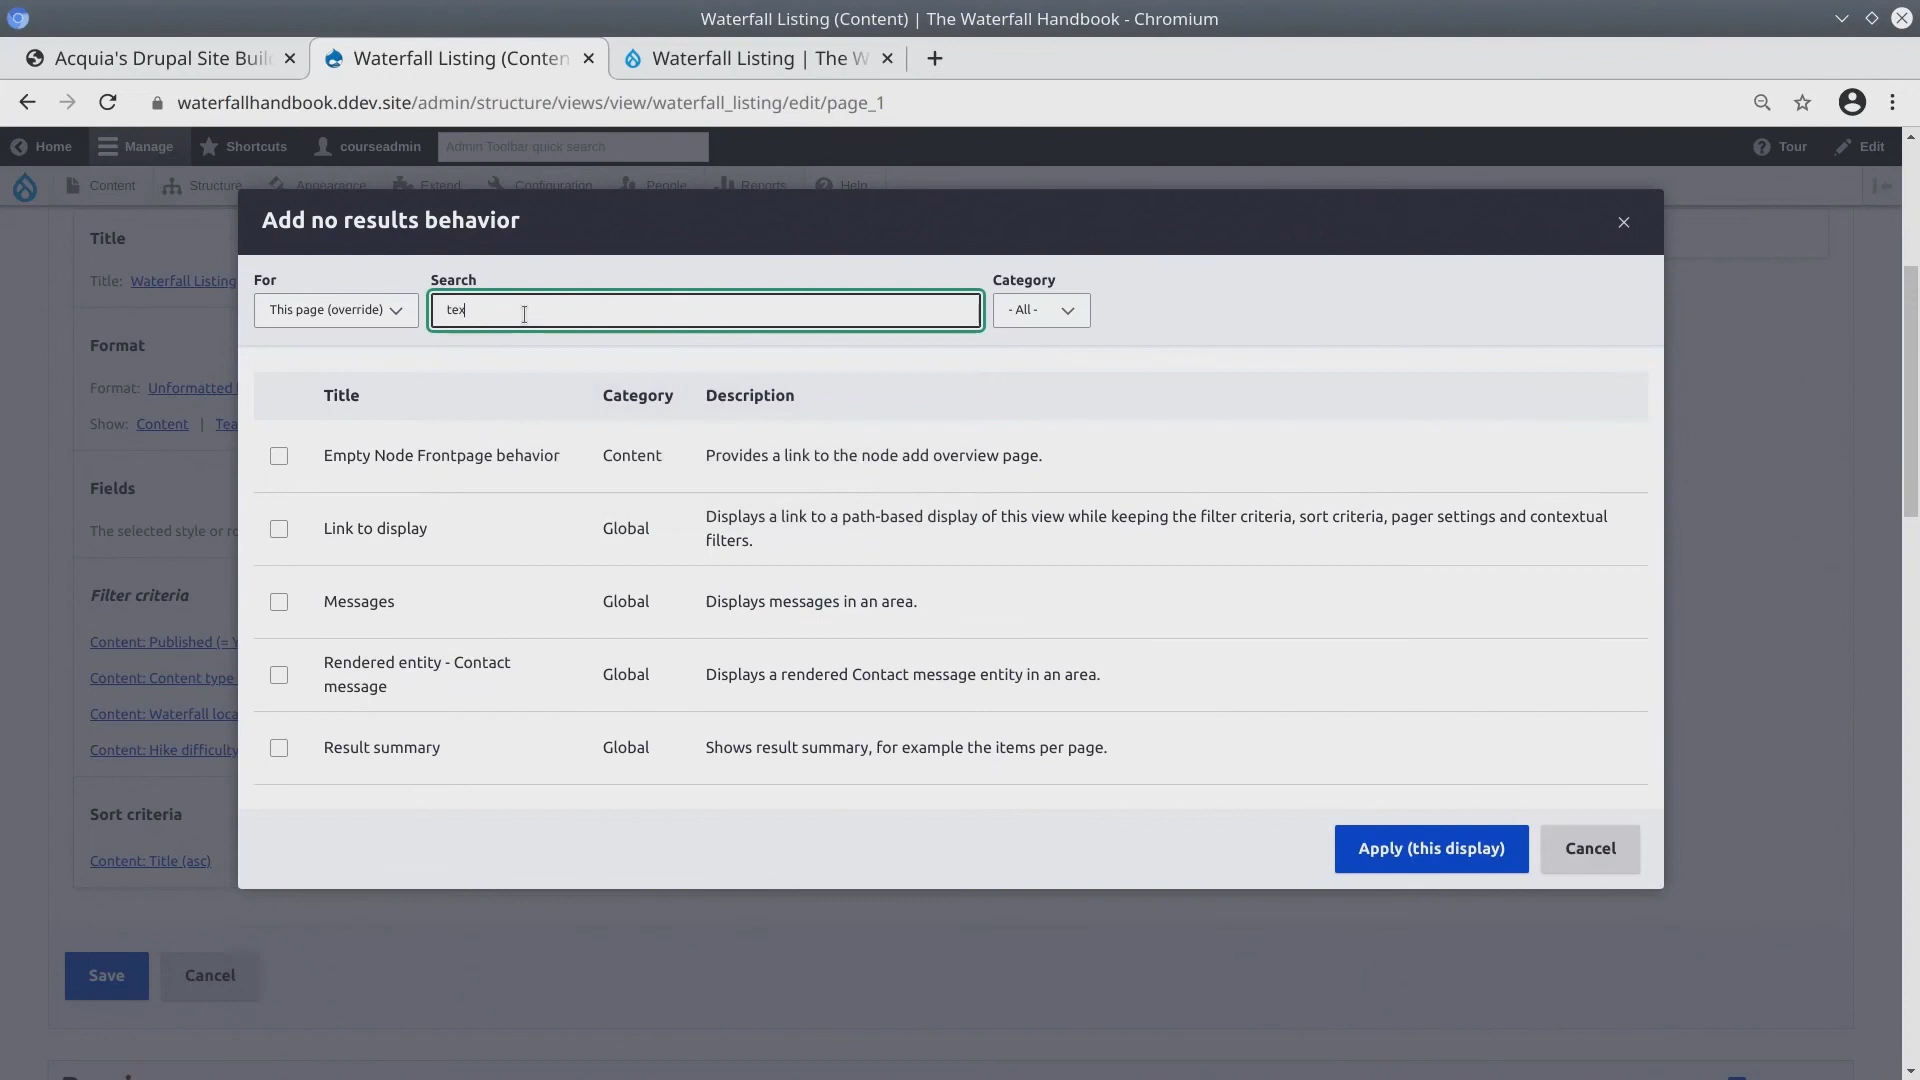 Waterfall Listing (Content) | The Waterfall Handbook - Chromium
Acquia's Drupal Site Buil
Waterfall Listing (Conten
Waterfall Listing | The W
waterfallhandbook.ddev.site/admin/structure/views/view/waterfall_listing/edit/page_1
Home
Manage
Shortcuts
courseadmin
Admin Toolbar quick search
Tour
Edit
Content
Structure
Appearance
Extend
Configuration
People
Reports
Help
Add no results behavior
For
Search
Category
This page (override)
tex
- All -
Title
Category
Description
Empty Node Frontpage behavior
Content
Provides a link to the node add overview page.
Link to display
Global
Displays a link to a path-based display of this view while keeping the filter criteria, sort criteria, pager settings and contextual
filters.
Messages
Global
Displays messages in an area.
Rendered entity - Contact
message
Global
Displays a rendered Contact message entity in an area.
Result summary
Global
Shows result summary, for example the items per page.
Apply (this display)
Cancel
Title
Title: Waterfall Listing
Format
Format: Unformatted
Show: Content | Tea
Fields
The selected style or ro
Filter criteria
Content: Published (= Y
Content: Content type
Content: Waterfall loca
Content: Hike difficulty
Sort criteria
Content: Title (asc)
Save
Cancel